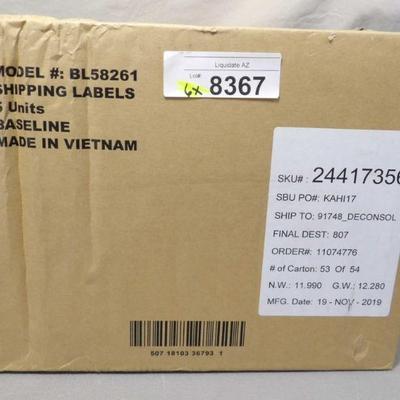 MODEL #: BL58261
SHIPPING LABELS
5 Units
BASELINE
MADE IN VIETNAM
Liquidate AZ
Lot#
6x 8367
SKU#: 24417356
SBU PO#: KAHI17
SHIP TO: 91748_DECONSOL
FINAL DEST: 807
ORDER#: 11074776
# of Carton: 53 Of 54
N.W.: 11.990 G.W.: 12.280
MFG. Date: 19 - NOV - 2019
507 18103 36793 1